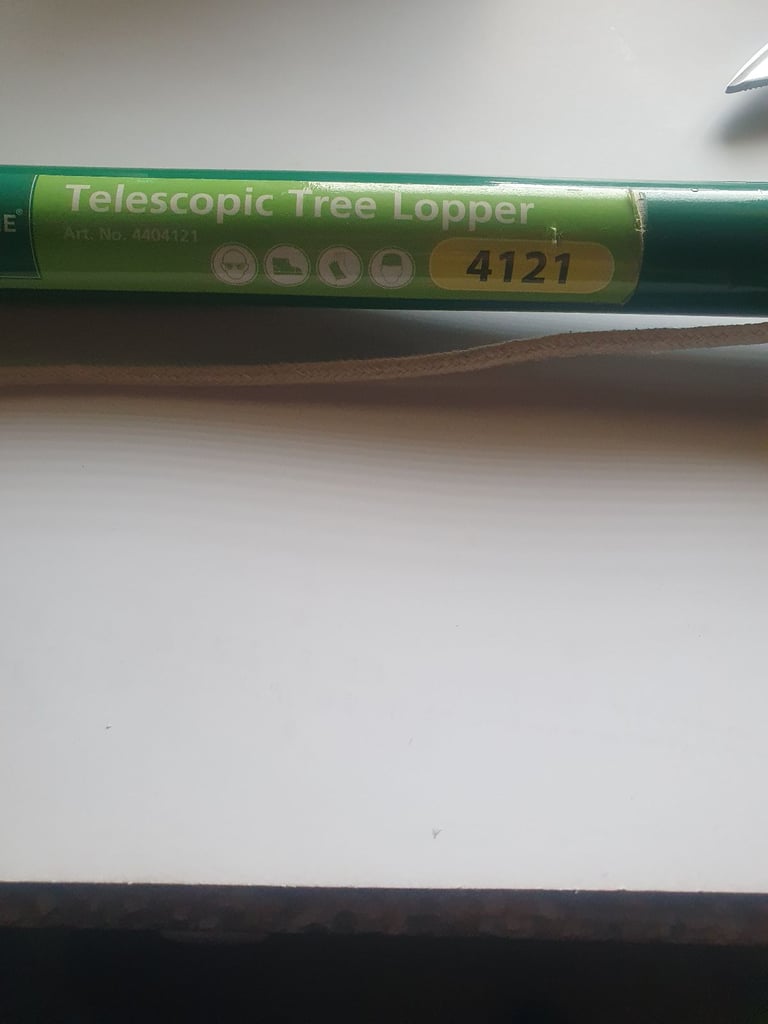 E®
Telescopic Tree Lopper
Art. No. 4404121
4121